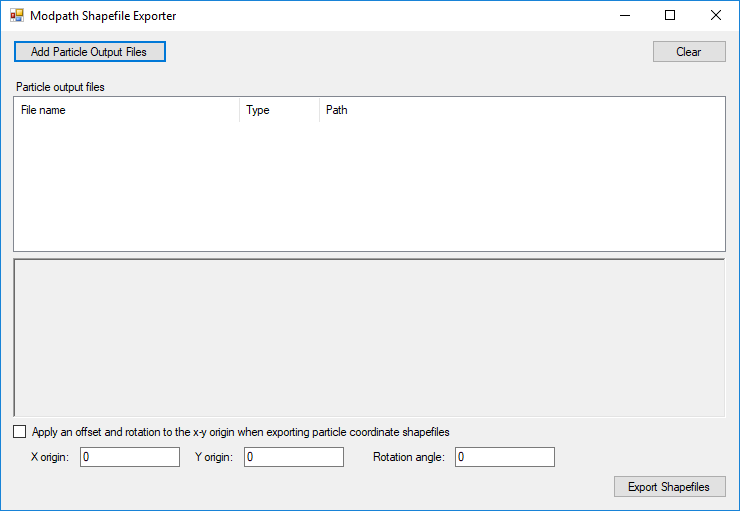 Modpath Shapefile Exporter
Add Particle Output Files
Clear
Particle output files
File name Type Path
Apply an offset and rotation to the x-y origin when exporting particle coordinate shapefiles
X origin: 0 Y origin: 0 Rotation angle: 0
Export Shapefiles